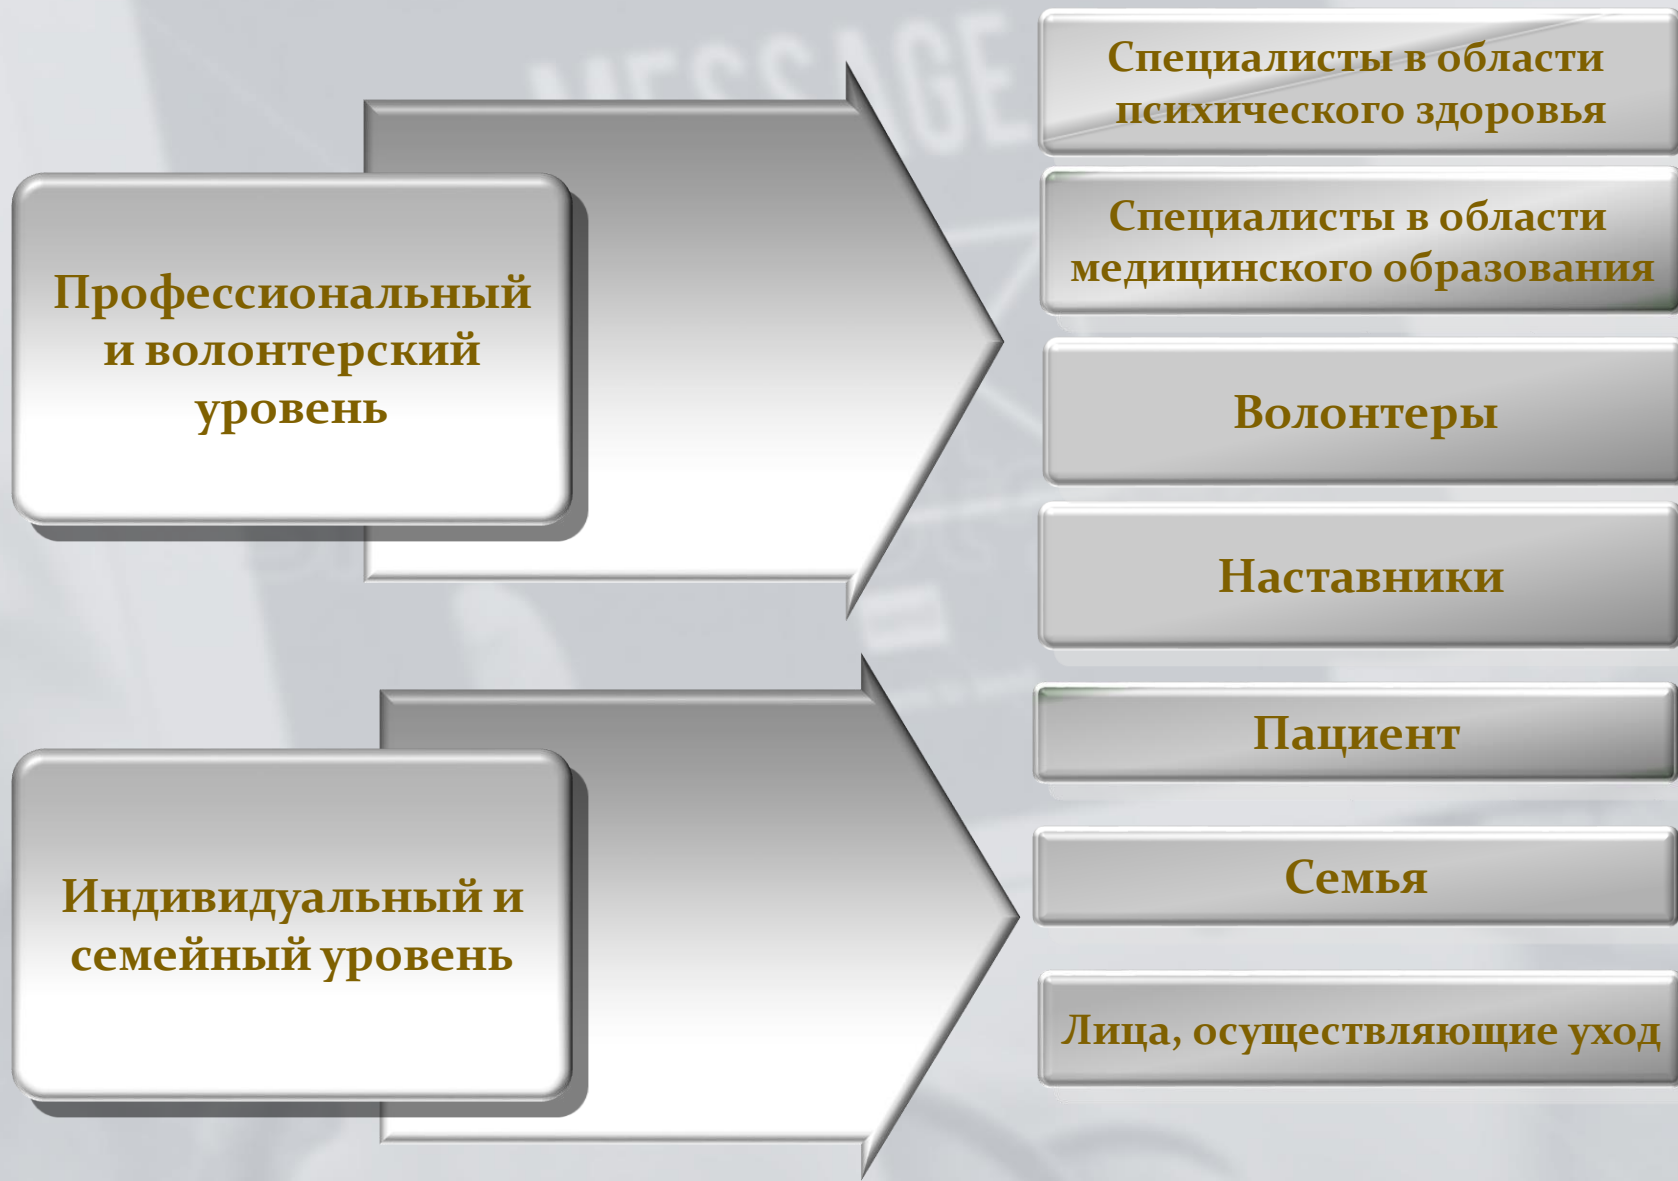 Профессиональный
и волонтерский
уровень
Специалисты в области
психического здоровья
Специалисты в области
медицинского образования
Волонтеры
Наставники
Индивидуальный и
семейный уровень
Пациент
Семья
Лица, осуществляющие уход
MESSAGE